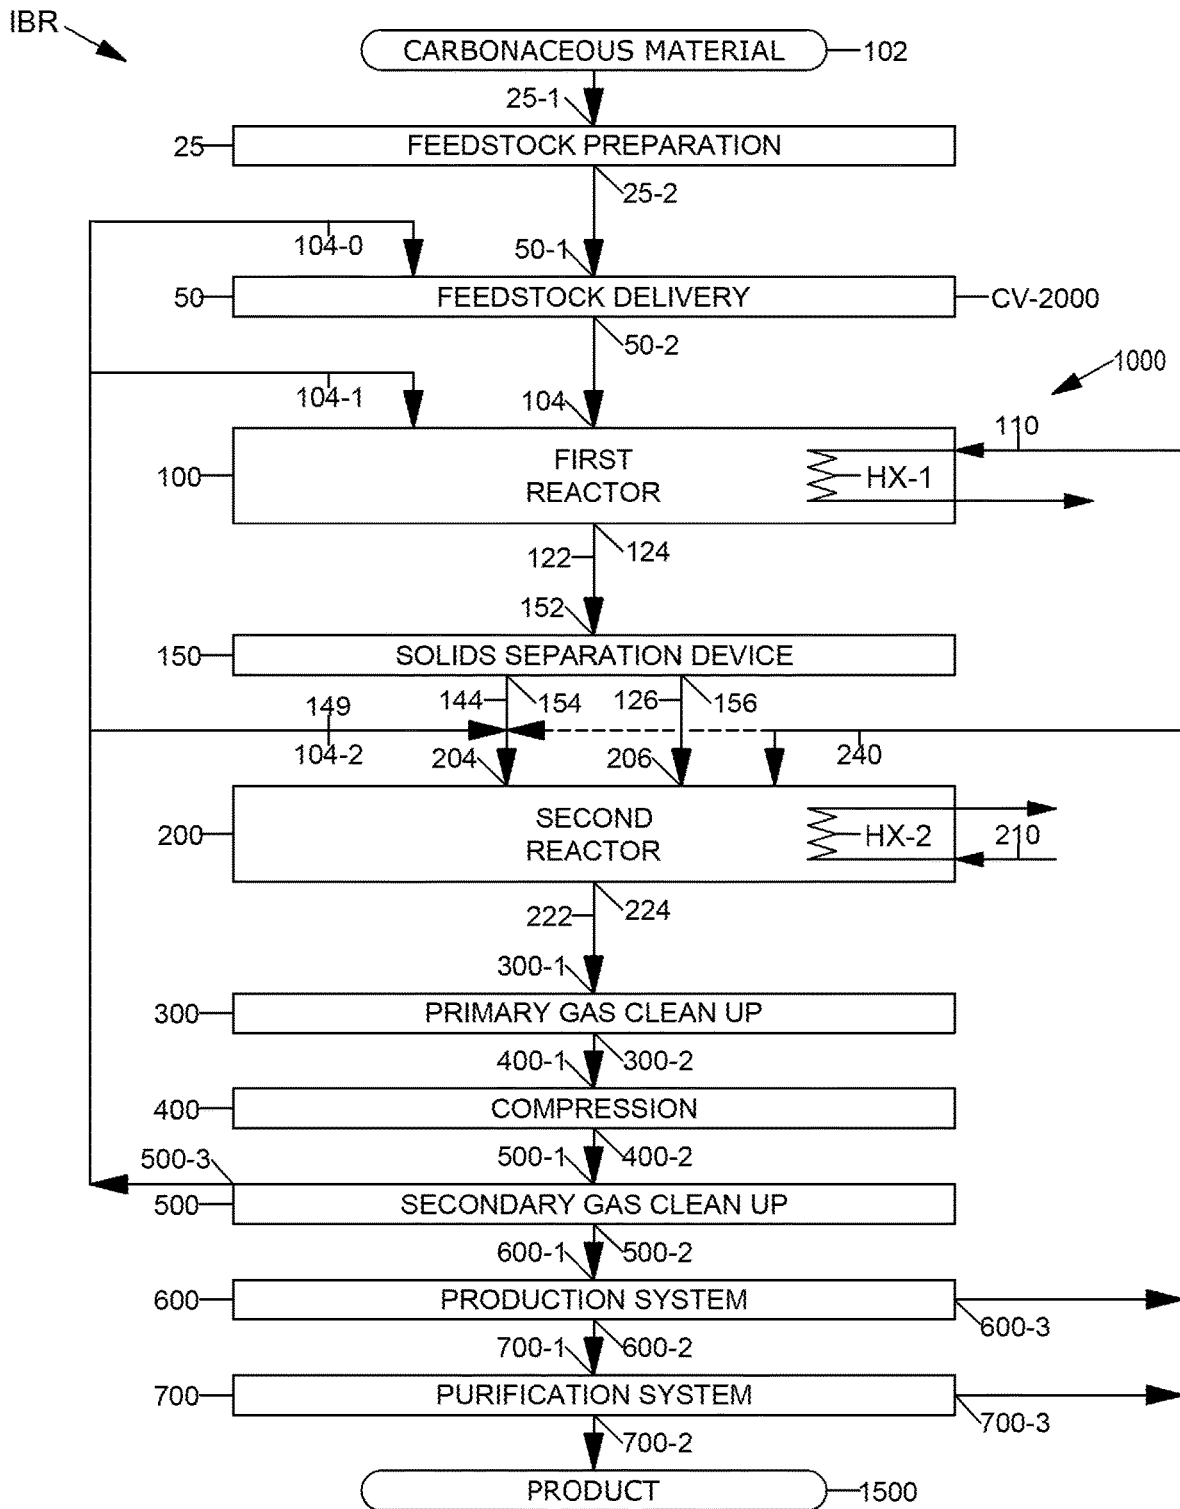 IBR
CARBONACEOUS MATERIAL
102
25-1
25
FEEDSTOCK PREPARATION
25-2
104-0
50-1
50
FEEDSTOCK DELIVERY
CV-2000
50-2
1000
104-1
104
110
100
FIRST
REACTOR
HX-1
122
124
152
150
SOLIDS SEPARATION DEVICE
144
154
126
156
149
104-2
204
206
240
200
SECOND
REACTOR
HX-2
210
222
224
300-1
300
PRIMARY GAS CLEAN UP
400-1
300-2
400
COMPRESSION
500-3
500-1
400-2
500
SECONDARY GAS CLEAN UP
600-1
500-2
600
PRODUCTION SYSTEM
600-3
700-1
600-2
700
PURIFICATION SYSTEM
700-3
700-2
PRODUCT
1500